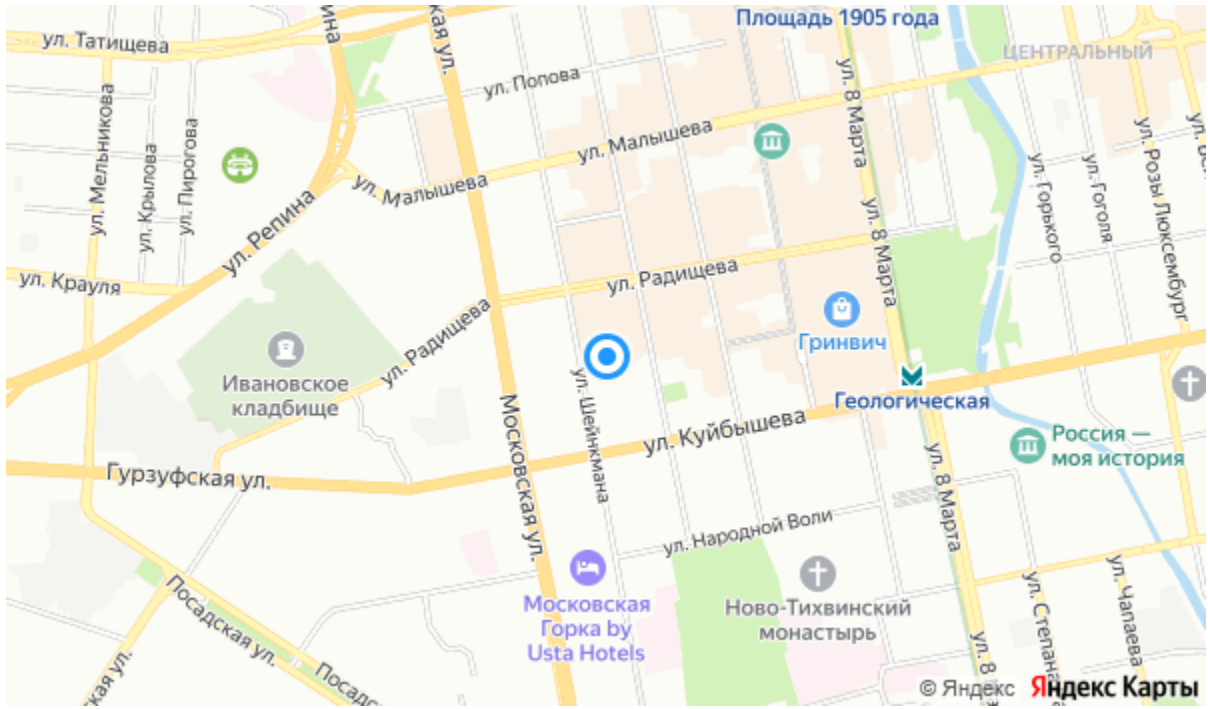 Площадь 1905 года
ул. Татищева
ЦЕНТРАЛЬНЫЙ
ул. Попова
ул. 8 Марта
ул. Малышева
ул. Мельникова
ул. Крылова
ул. Пирогова
ул. Малышева
ул. Розы Люксембург
ул. Горького
ул. Гоголя
ул. Репина
ул. 8 Марта
ул. Крауля
ул. Радищева
Гринвич
ул. Радищева
Ивановское
кладбище
ул. Шейнкмана
Геологическая
Московская ул.
ул. Куйбышева
Россия —
моя история
Гурзуфская ул.
ул. 8 Марта
ул. Народной Воли
Московская
Горка by
Usta Hotels
Ново-Тихвинский
монастырь
Посадская ул.
ул. Чапаева
© Яндекс Яндекс Карты